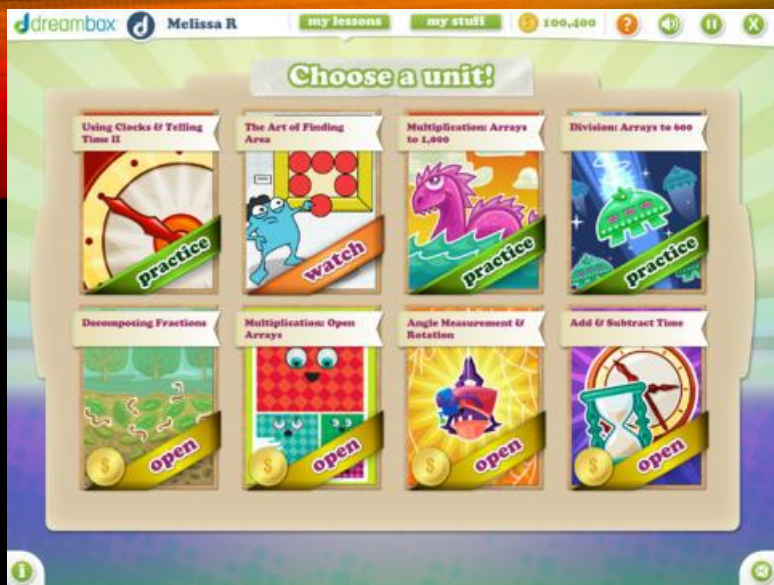 dreambox d Melissa R my lessons my stuff 100,400 ?
Choose a unit!
Using Clocks & Telling
Time II
The Art of Finding
Area
Multiplication: Arrays
to 1,000
Division: Arrays to 600
practice
watch
practice
practice
Decomposing Fractions
Multiplication: Open
Arrays
Angle Measurement &
Rotation
Add & Subtract Time
$ open
open
$ open
$ open
i